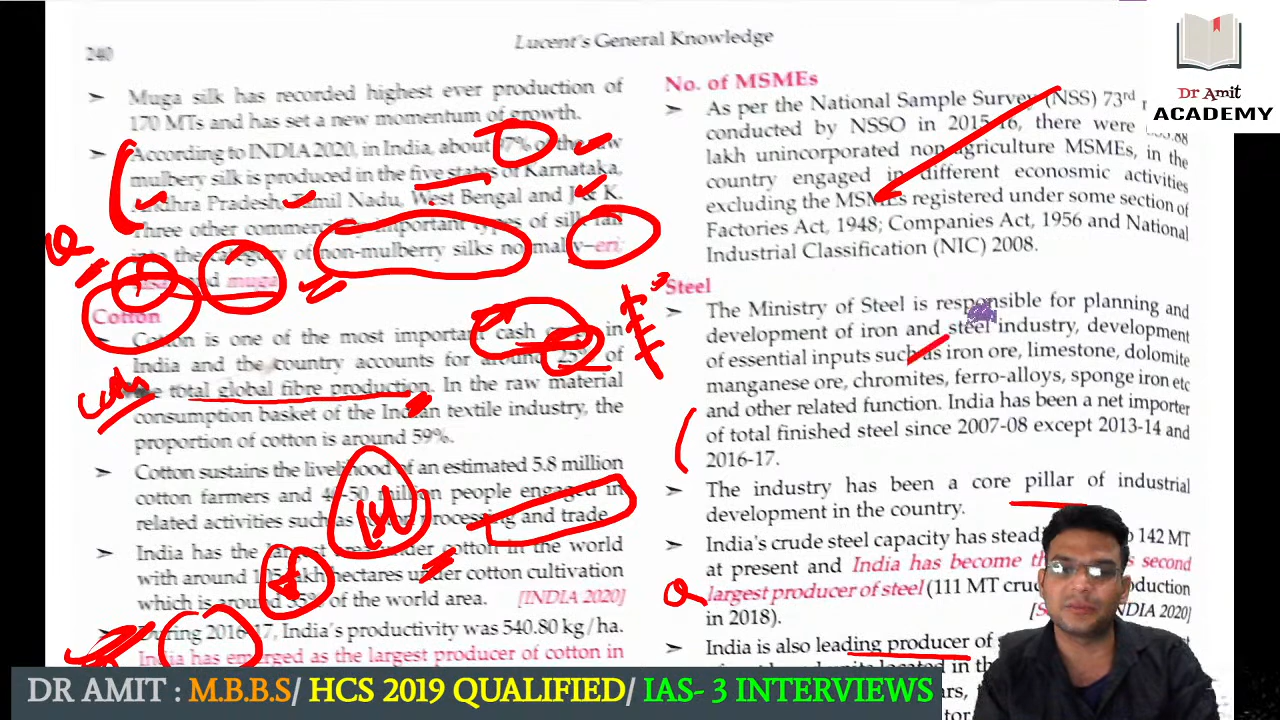 240
Lucent's General Knowledge
Muga silk has recorded highest ever production of
170 MTs and has set a new momentum of growth.
According to INDIA 2020, in India, about 97% of the raw
mulbery silk is produced in the five states of Karnataka,
Andhra Pradesh, Tamil Nadu, West Bengal and J & K.
Three other commercially important types of silk fall
into the category of non-mulberry silks normally–eri;
and muga
Cotton
Cotton is one of the most important cash crops in
India and the country accounts for around 25% of
the total global fibre production. In the raw material
consumption basket of the Indian textile industry, the
proportion of cotton is around 59%.
Cotton sustains the livelihood of an estimated 5.8 million
cotton farmers and 40-50 million people engaged in
related activities such as cotton processing and trade
India has the largest under cotton in the world
with around 105 lakh hectares under cotton cultivation
which is around 35% of the world area. [INDIA 2020]
During 2016-17, India's productivity was 540.80 kg/ha.
India has emerged as the largest producer of cotton in
No. of MSMEs
As per the National Sample Survey (NSS) 73rd
conducted by NSSO in 2015-16, there were
lakh unincorporated non-agriculture MSMEs, in the
country engaged in different econosmic activities
excluding the MSMEs registered under some section of
Factories Act, 1948; Companies Act, 1956 and National
Industrial Classification (NIC) 2008.
Steel
The Ministry of Steel is responsible for planning and
development of iron and steel industry, development
of essential inputs such as iron ore, limestone, dolomite
manganese ore, chromites, ferro-alloys, sponge iron etc
and other related function. India has been a net importer
of total finished steel since 2007-08 except 2013-14 and
2016-17.
The industry has been a core pillar of industrial
development in the country.
India's crude steel capacity has 142 MT
at present and India has become second
largest producer of steel (111 MT
in 2018).
India is also leading producer of
Dr Amit
ACADEMY
DR AMIT : M.B.B.S/ HCS 2019 QUALIFIED/ IAS- 3 INTERVIEWS